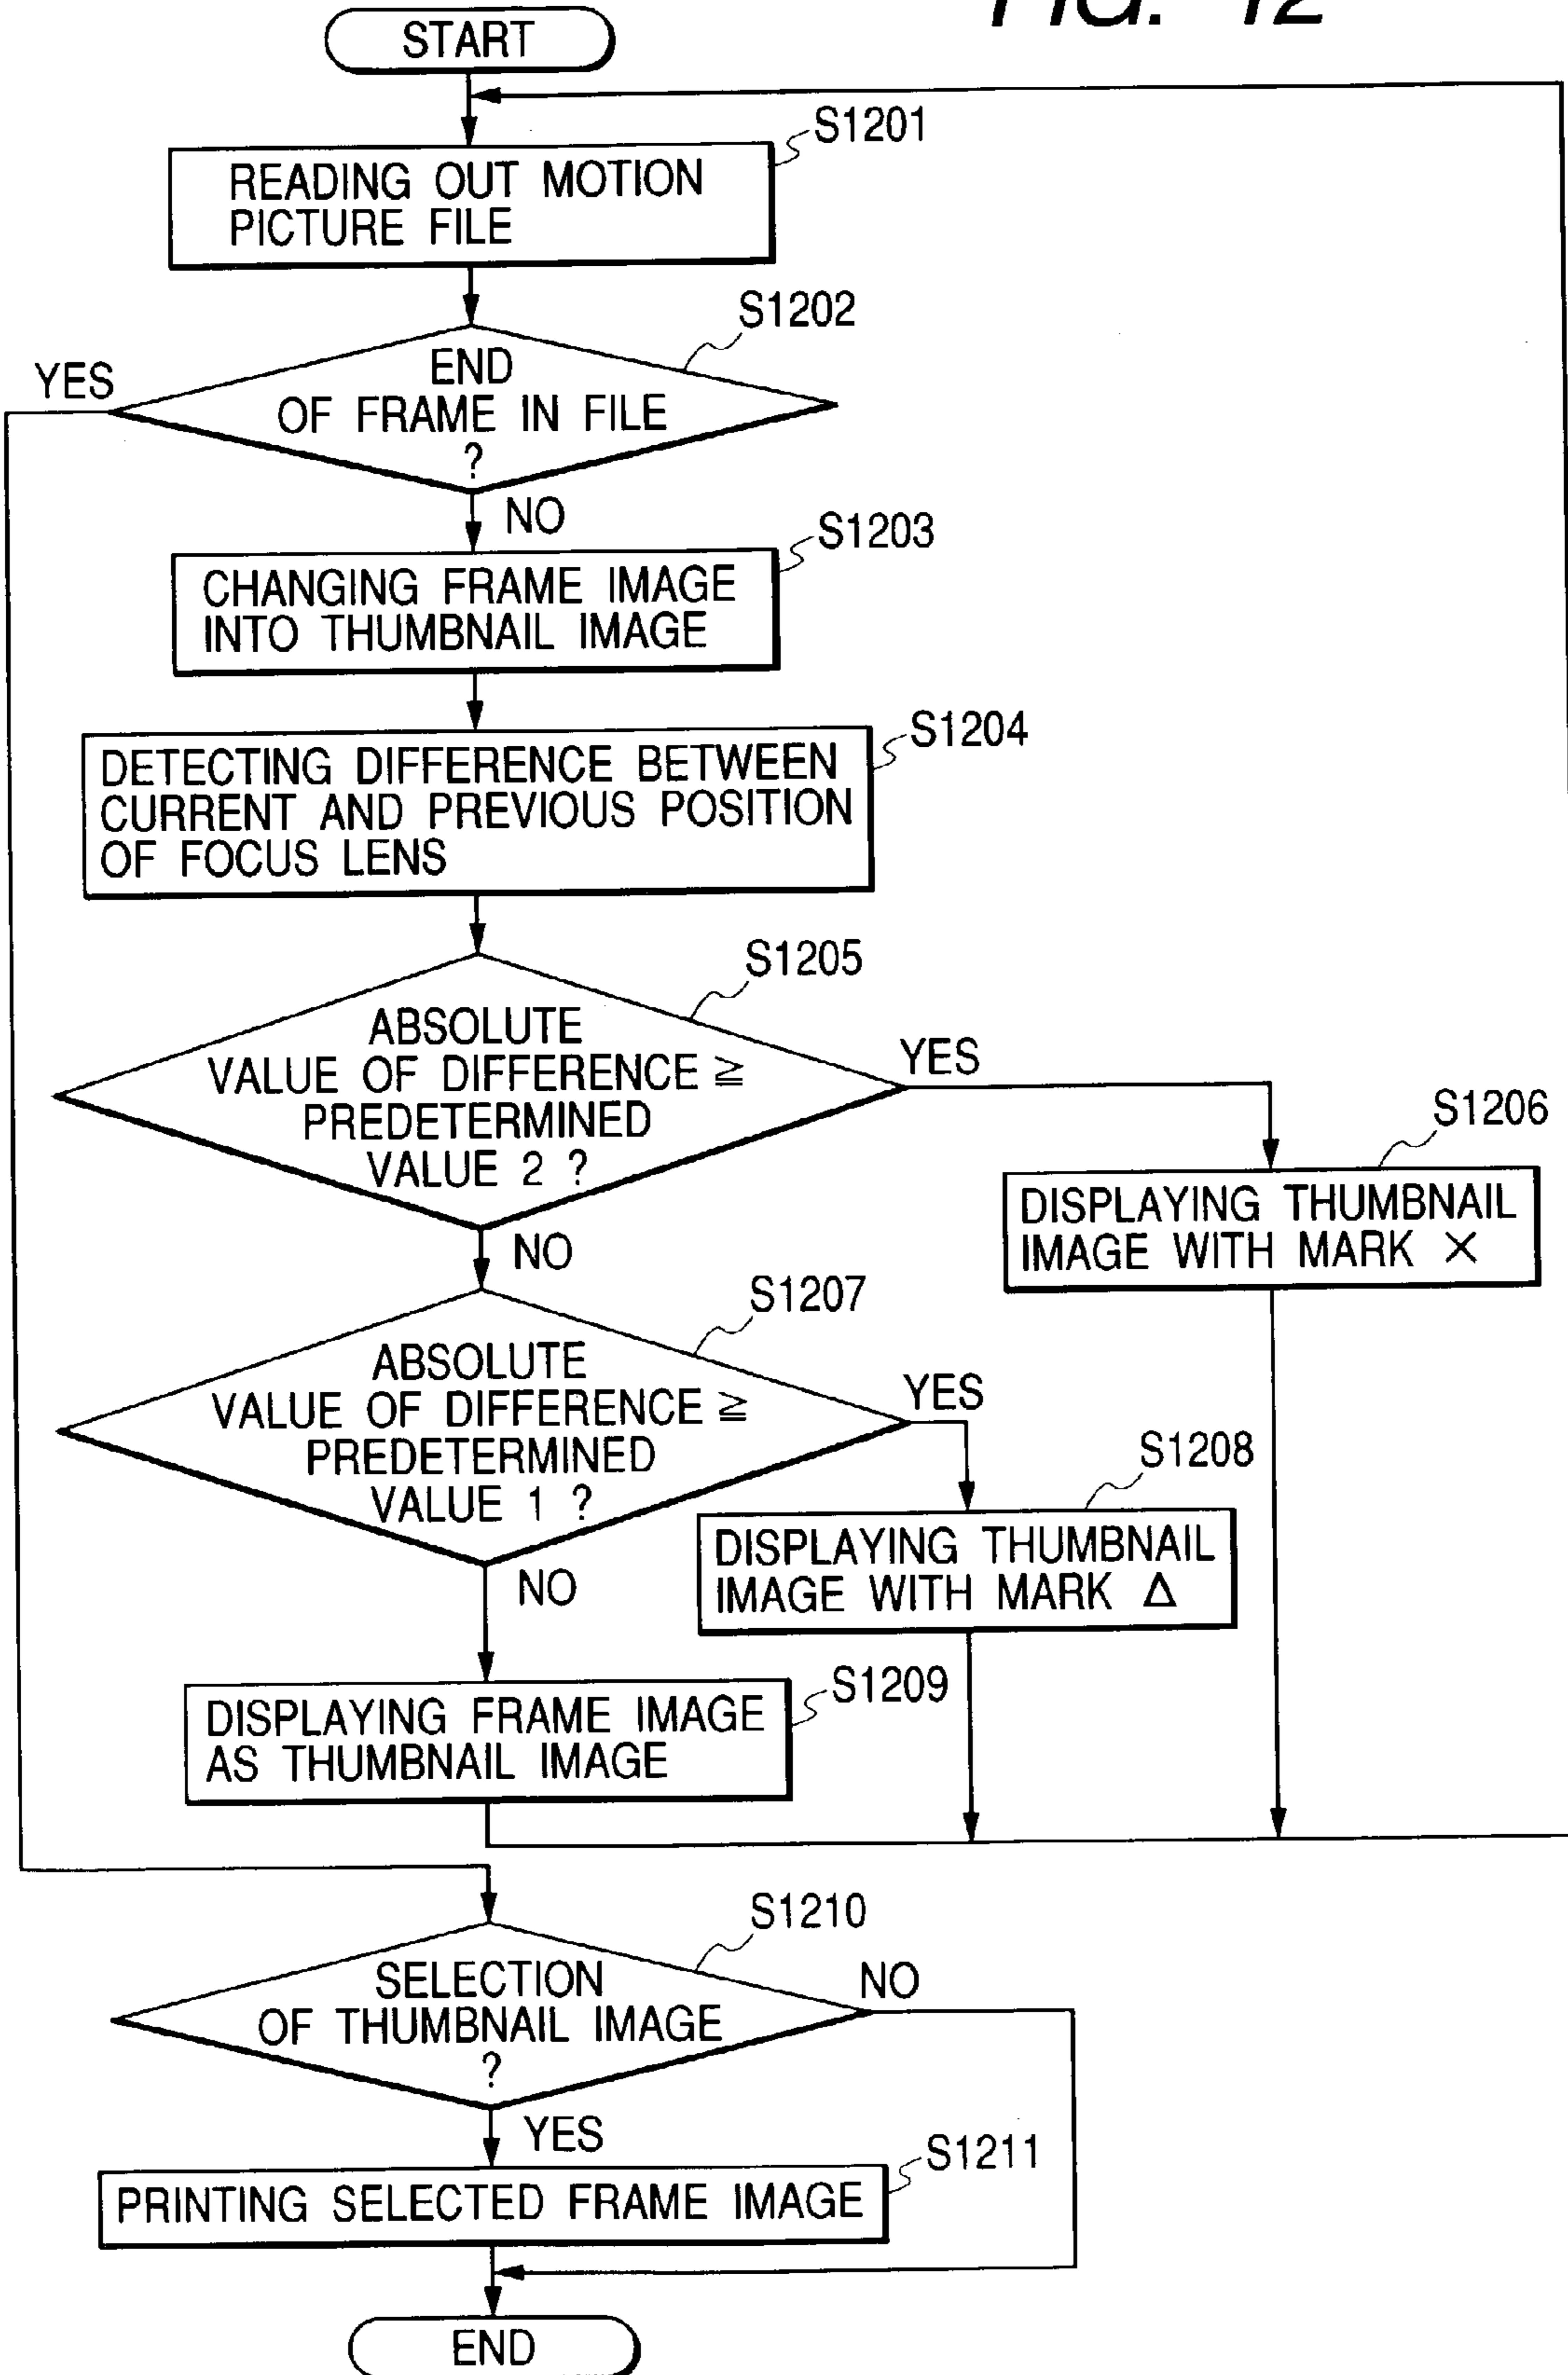 FIG. 12
START
S1201
READING OUT MOTION
PICTURE FILE
S1202
END
OF FRAME IN FILE
?
YES
NO
S1203
CHANGING FRAME IMAGE
INTO THUMBNAIL IMAGE
S1204
DETECTING DIFFERENCE BETWEEN
CURRENT AND PREVIOUS POSITION
OF FOCUS LENS
S1205
ABSOLUTE
VALUE OF DIFFERENCE ≧
PREDETERMINED
VALUE 2 ?
YES
NO
S1206
DISPLAYING THUMBNAIL
IMAGE WITH MARK ×
S1207
ABSOLUTE
VALUE OF DIFFERENCE ≧
PREDETERMINED
VALUE 1 ?
YES
NO
S1208
DISPLAYING THUMBNAIL
IMAGE WITH MARK Δ
S1209
DISPLAYING FRAME IMAGE
AS THUMBNAIL IMAGE
S1210
SELECTION
OF THUMBNAIL IMAGE
?
NO
YES
S1211
PRINTING SELECTED FRAME IMAGE
END